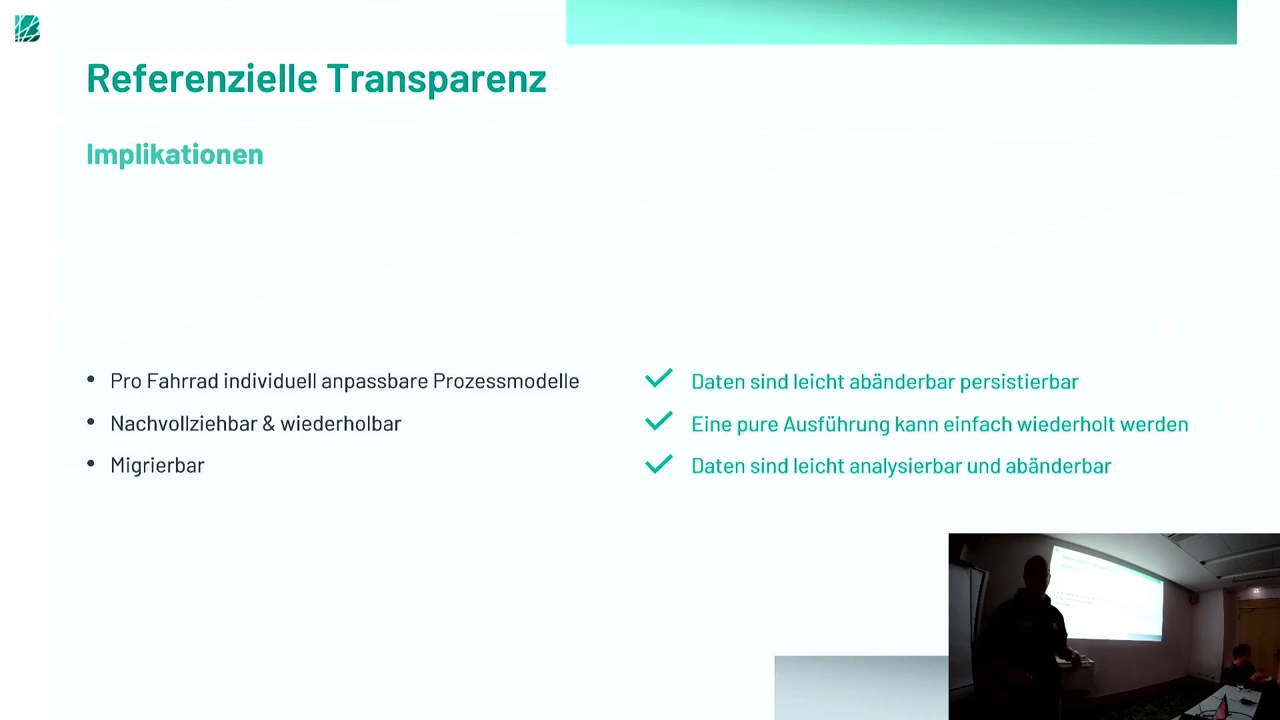 Referenzielle Transparenz
Implikationen
• Pro Fahrrad individuell anpassbare Prozessmodelle
• Nachvollziehbar & wiederholbar
• Migrierbar
✓ Daten sind leicht abänderbar persistierbar
✓ Eine pure Ausführung kann einfach wiederholt werden
✓ Daten sind leicht analysierbar und abänderbar